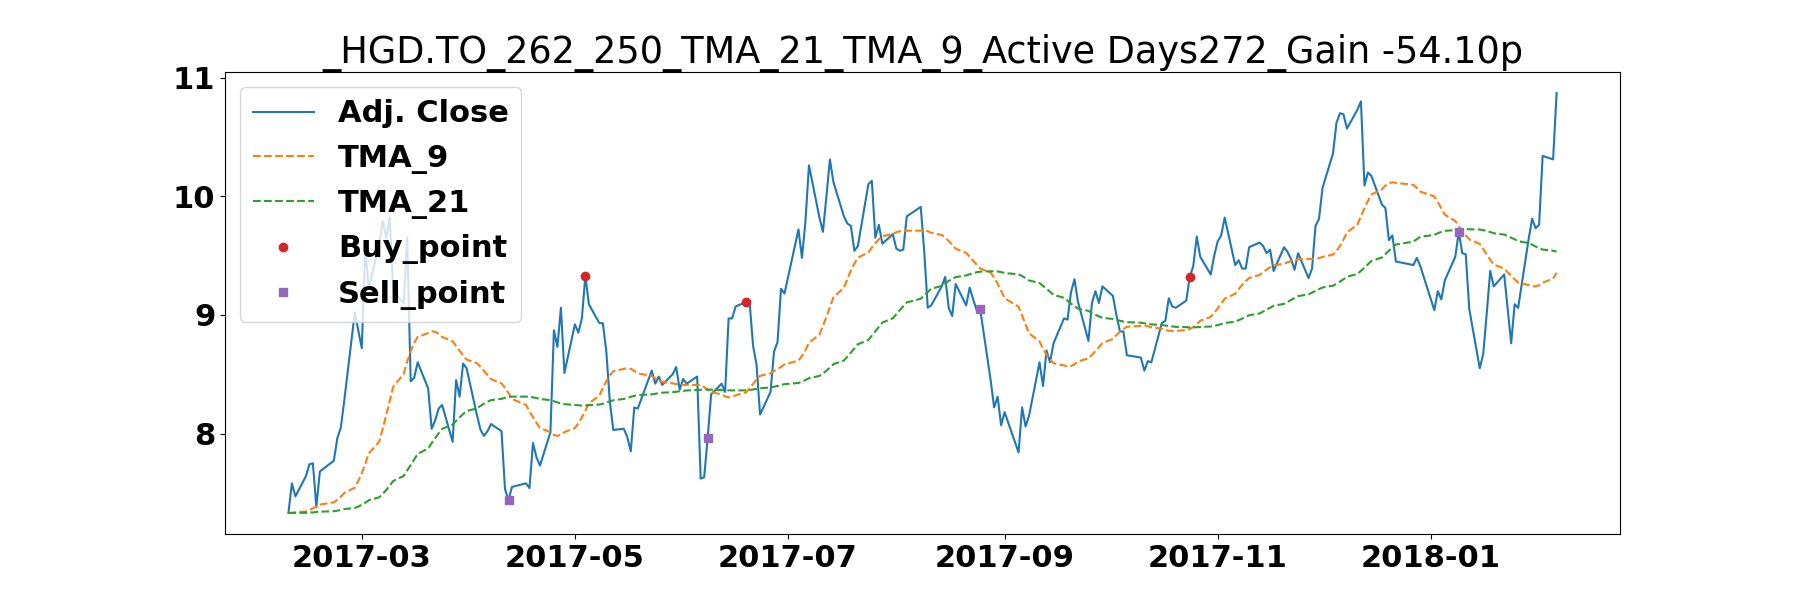 _HGD.TO_262_250_TMA_21_TMA_9_Active Days272_Gain -54.10p
11
10
9
8
Adj. Close
TMA_9
TMA_21
Buy_point
Sell_point
2017-03 2017-05 2017-07 2017-09 2017-11 2018-01